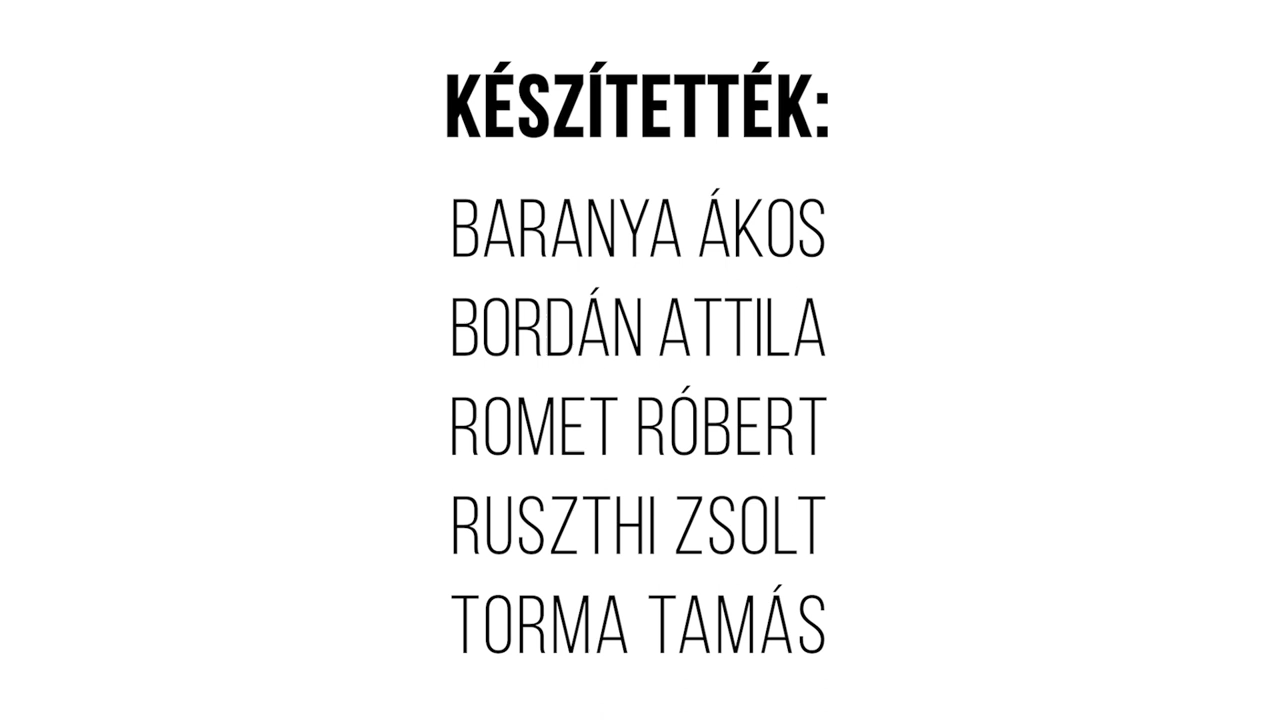 KÉSZÍTETTÉK:
BARANYA ÁKOS
BORDÁN ATTILA
ROMET RÓBERT
RUSZTHI ZSOLT
TORMA TAMÁS